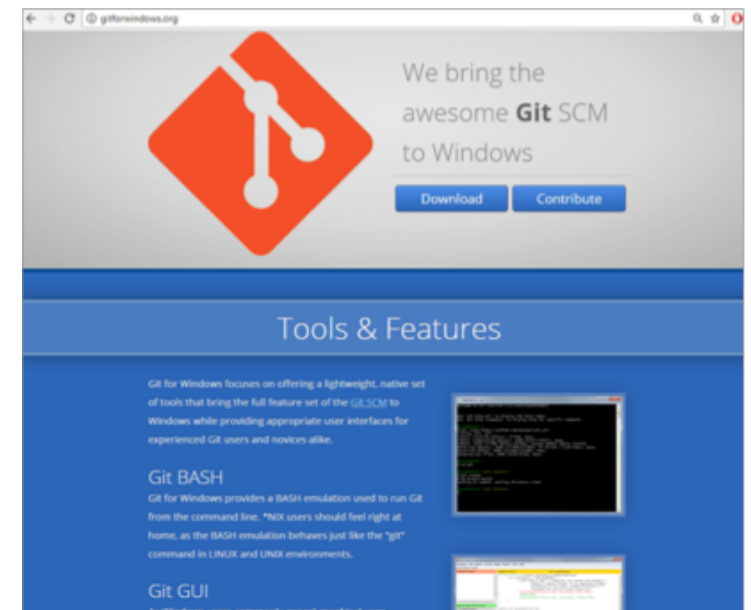 gitforwindows.org
We bring the
awesome Git SCM
to Windows
Download Contribute
Tools & Features
Git for Windows focuses on offering a lightweight, native set
of tools that bring the full feature set of the Git SCM to
Windows while providing appropriate user interfaces for
experienced Git users and novices alike.
Git BASH
Git for Windows provides a BASH emulation used to run Git
from the command line. *NIX users should feel right at
home, as the BASH emulation behaves just like the "git"
command in LINUX and UNIX environments.
Git GUI